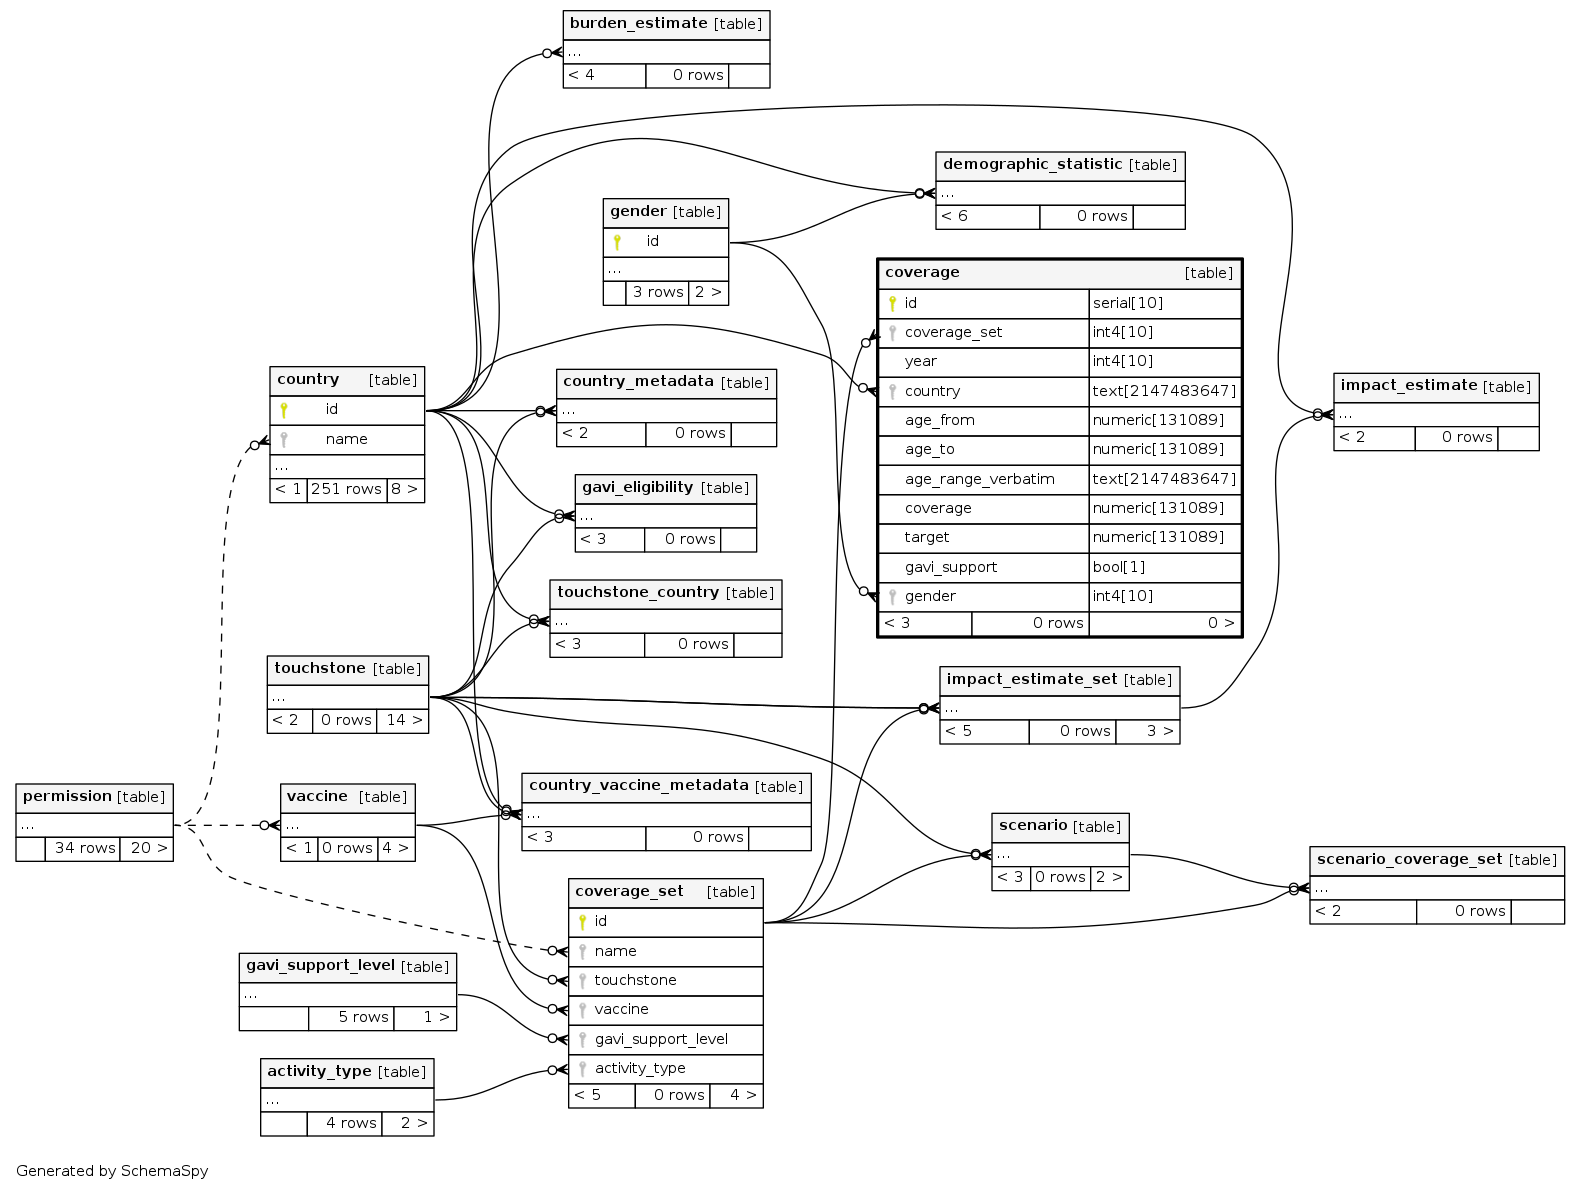 burden_estimate [table]
...
< 4 0 rows
demographic_statistic [table]
...
< 6 0 rows
gender [table]
id
...
3 rows 2 >
coverage [table]
id serial[10]
coverage_set int4[10]
year int4[10]
country text[2147483647]
age_from numeric[131089]
age_to numeric[131089]
age_range_verbatim text[2147483647]
coverage numeric[131089]
target numeric[131089]
gavi_support bool[1]
gender int4[10]
< 3 0 rows 0 >
country [table]
id
name
...
< 1 251 rows 8 >
country_metadata [table]
...
< 2 0 rows
impact_estimate [table]
...
< 2 0 rows
gavi_eligibility [table]
...
< 3 0 rows
touchstone_country [table]
...
< 3 0 rows
touchstone [table]
...
< 2 0 rows 14 >
impact_estimate_set [table]
...
< 5 0 rows 3 >
permission [table]
...
34 rows 20 >
vaccine [table]
...
< 1 0 rows 4 >
country_vaccine_metadata [table]
...
< 3 0 rows
scenario [table]
...
< 3 0 rows 2 >
scenario_coverage_set [table]
...
< 2 0 rows
coverage_set [table]
id
name
touchstone
vaccine
gavi_support_level
activity_type
< 5 0 rows 4 >
gavi_support_level [table]
...
5 rows 1 >
activity_type [table]
...
4 rows 2 >
Generated by SchemaSpy